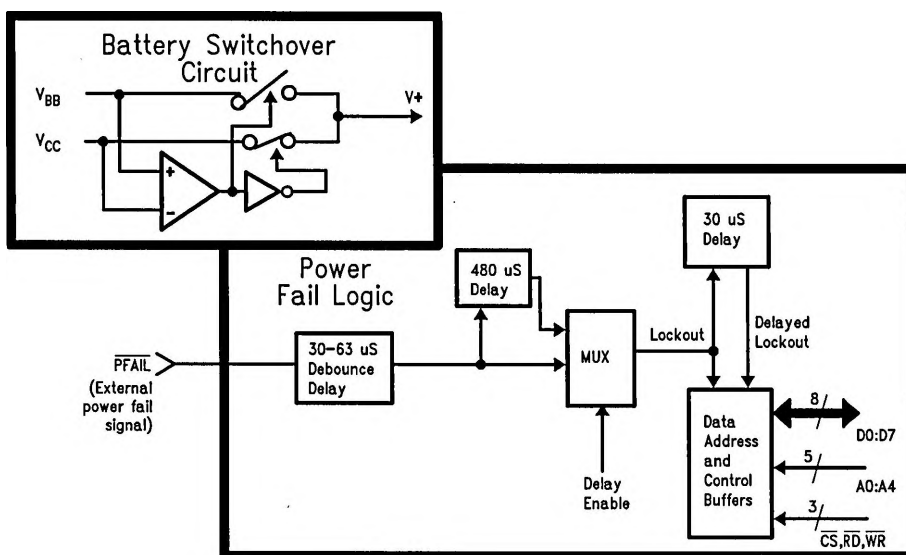 Battery Switchover
Circuit
VBB
VCC
V+
+
-
Power
Fail Logic
30 uS
Delay
480 uS
Delay
MUX
Lockout
Delayed
Lockout
PFAIL
(External
power fail
signal)
30-63 uS
Debounce
Delay
Delay
Enable
Data
Address
and
Control
Buffers
8
D0:D7
5
A0:A4
3
CS,RD,WR